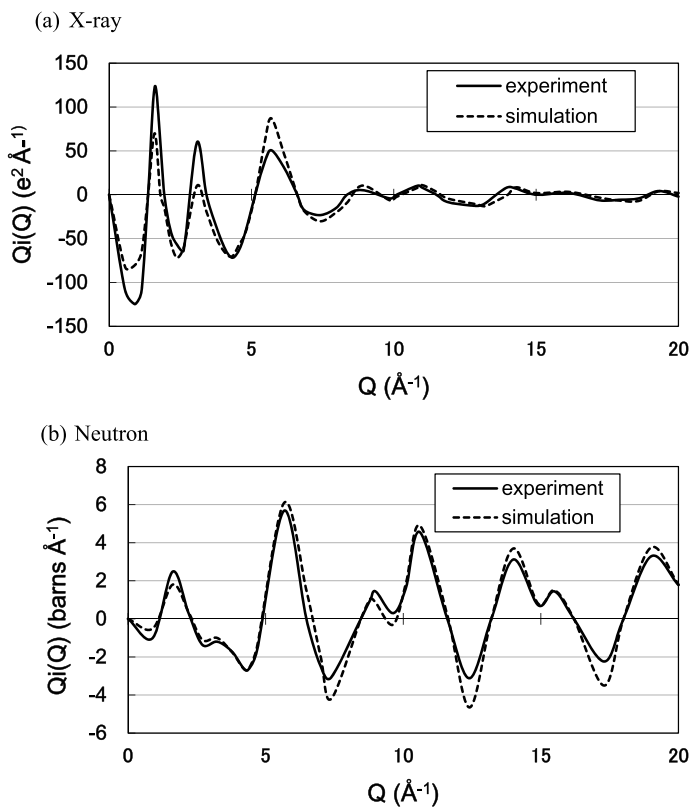 (a) X-ray
Qi(Q) (e² Å-¹)
150
100
50
0
-50
-100
-150
experiment
simulation
0 5 10 15 20
Q (Å-¹)
(b) Neutron
Qi(Q) (barns Å-¹)
8
6
4
2
0
-2
-4
-6
experiment
simulation
0 5 10 15 20
Q (Å-¹)